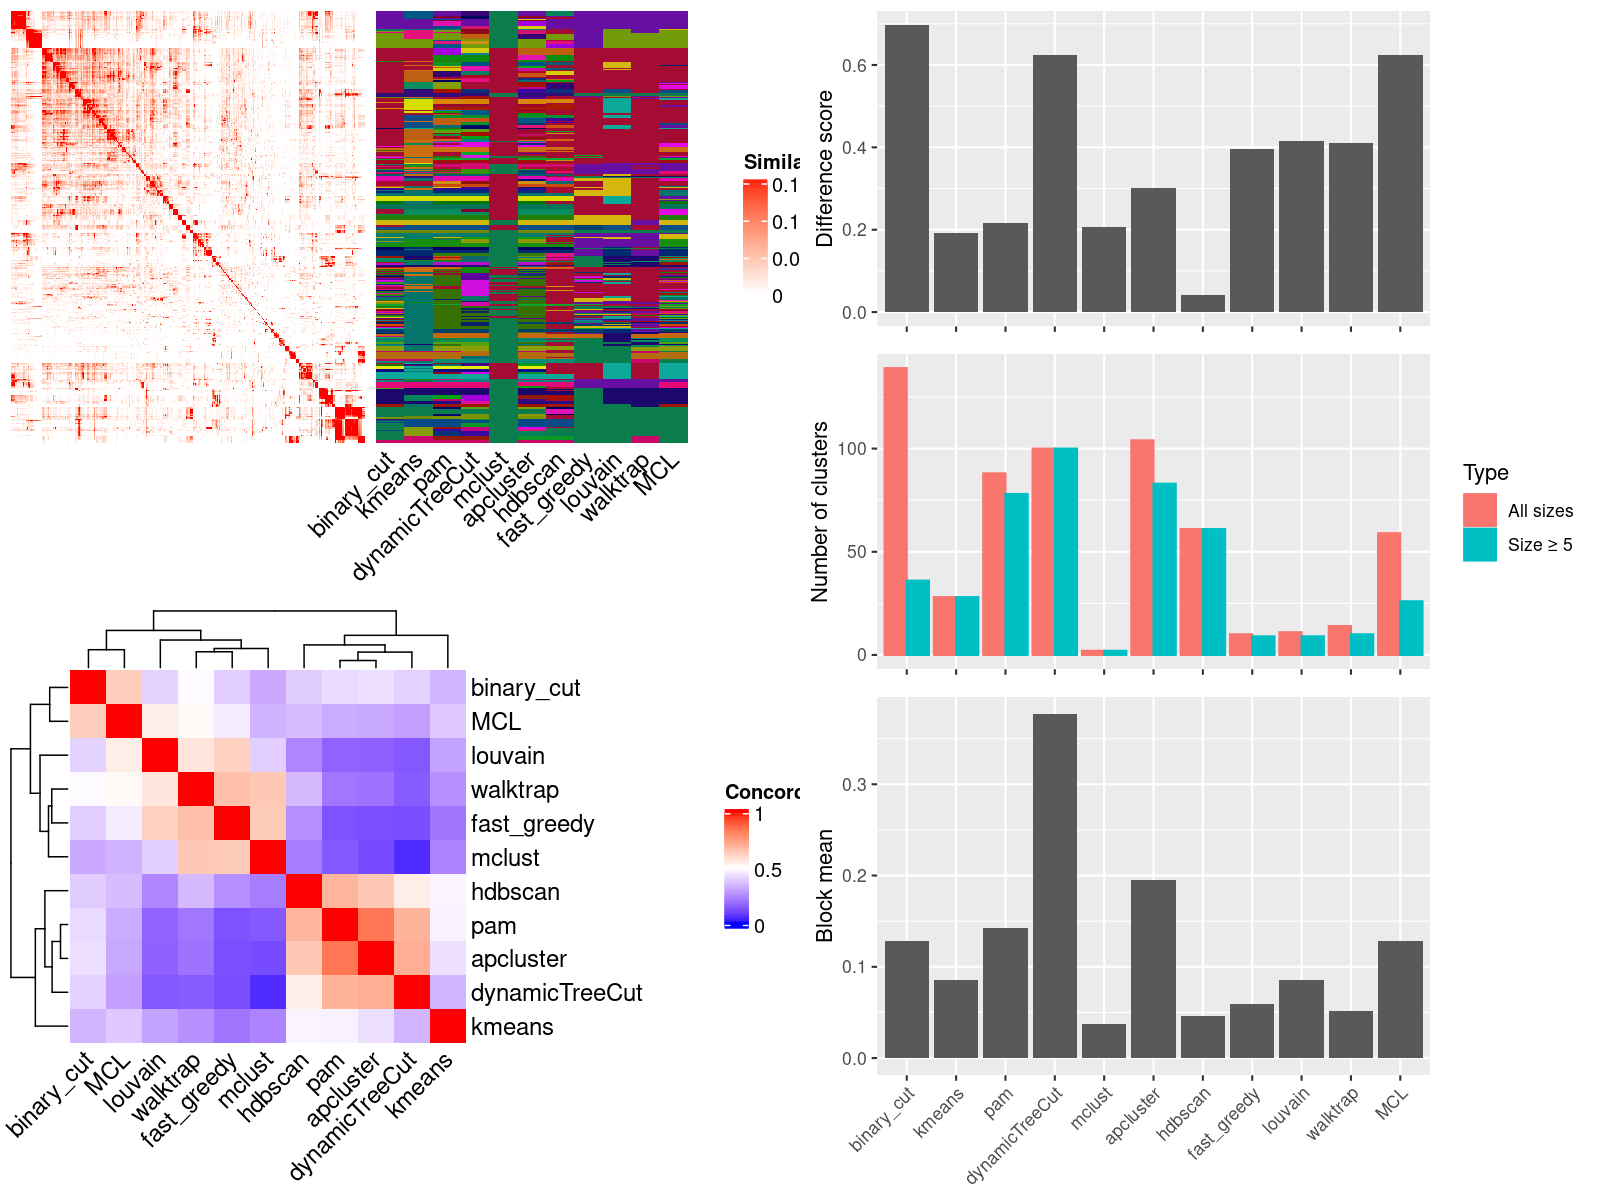 Simila
0.1
0.1
0.0
0
binary_cut
kmeans
pam
dynamicTreeCut
mclust
apcluster
hdbscan
fast_greedy
louvain
walktrap
MCL
binary_cut
MCL
louvain
walktrap
fast_greedy
mclust
hdbscan
pam
apcluster
dynamicTreeCut
kmeans
binary_cut
MCL
louvain
walktrap
fast_greedy
mclust
hdbscan
pam
apcluster
dynamicTreeCut
kmeans
Concord
1
0.5
0
Difference score
0.6
0.4
0.2
0.0
Number of clusters
100
50
0
Type
All sizes
Size ≥ 5
Block mean
0.3
0.2
0.1
0.0
binary_cut
kmeans
pam
dynamicTreeCut
mclust
apcluster
hdbscan
fast_greedy
louvain
walktrap
MCL